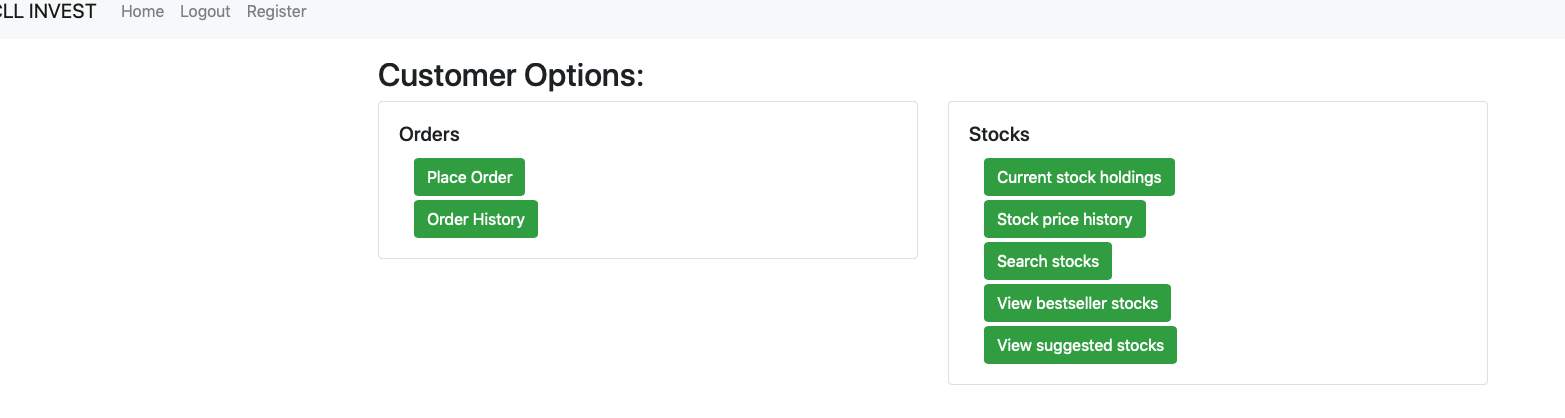 CLL INVEST Home Logout Register
Customer Options:
Orders
Place Order
Order History
Stocks
Current stock holdings
Stock price history
Search stocks
View bestseller stocks
View suggested stocks